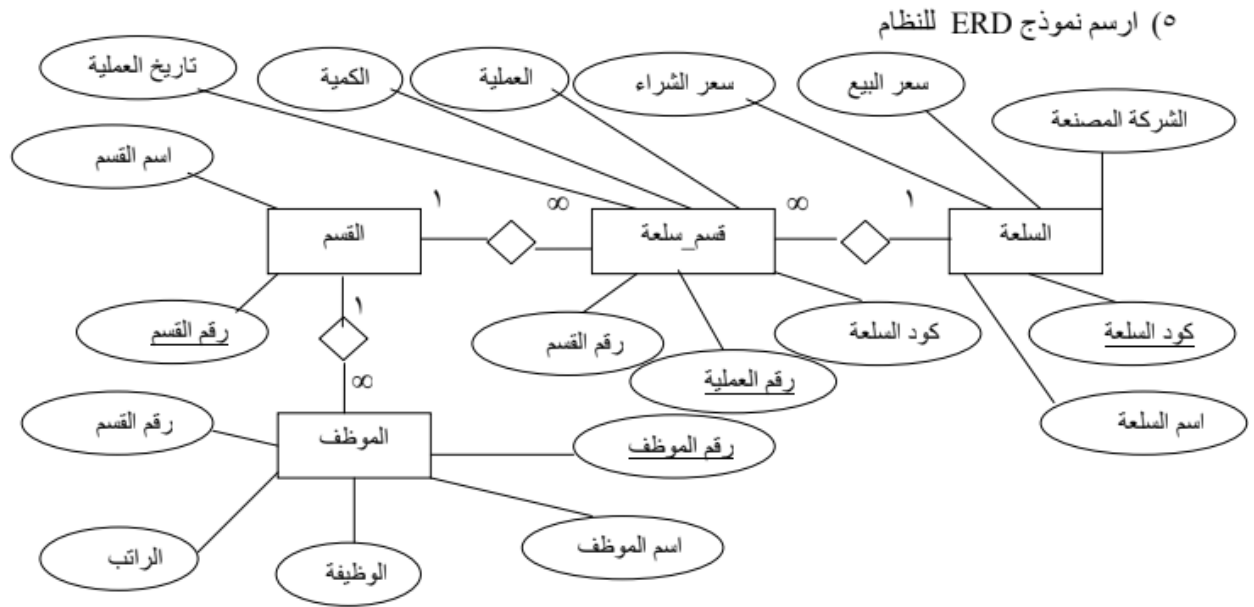 ٥) ارسم نموذج ERD للنظام
سعر البيع
سعر الشراء
العملية
الكمية
تاريخ العملية
الشركة المصنعة
اسم القسم
١
∞
∞
١
السلعة
قسم_سلعة
القسم
١
كود السلعة
كود السلعة
رقم القسم
رقم القسم
رقم العملية
∞
اسم السلعة
رقم القسم
الموظف
رقم الموظف
اسم الموظف
الراتب
الوظيفة